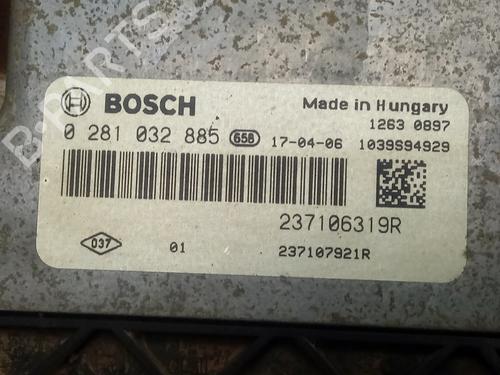 BOSCH
Made in Hungary
1263 0897
0 281 032 885 658 17-04-06 1039S94929
237106319R
037 01 237107921R
B-PARTS